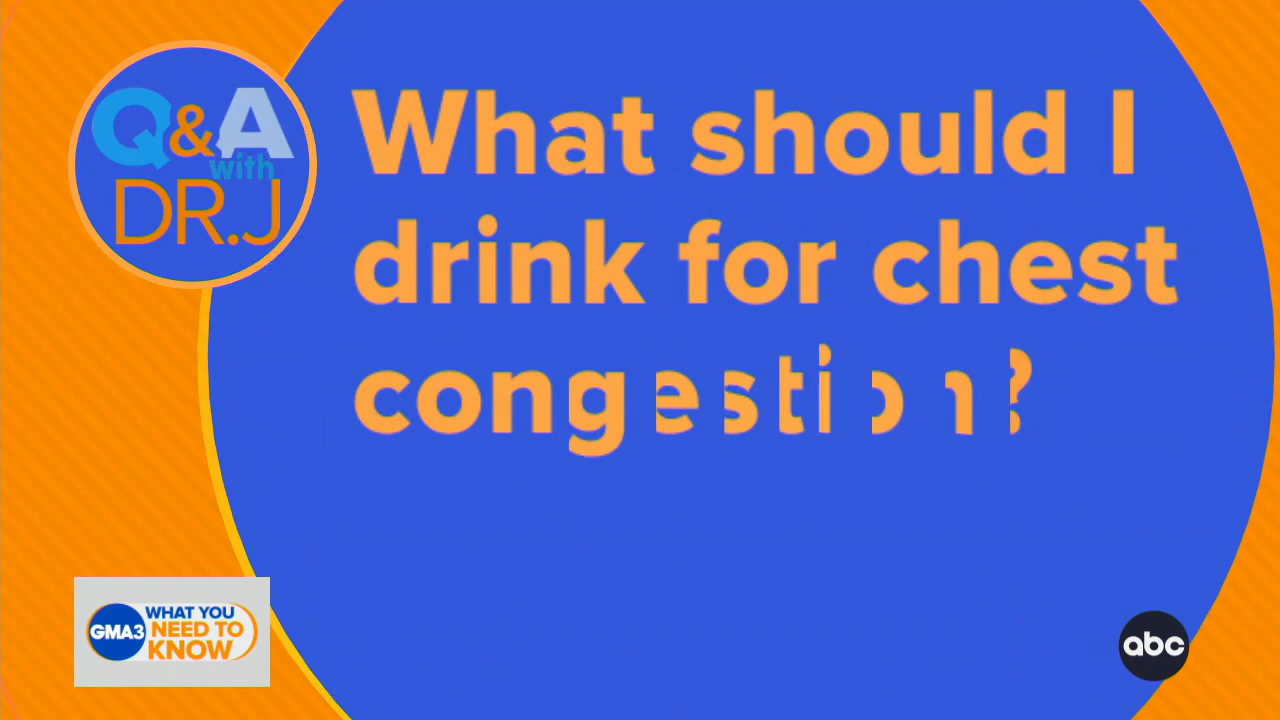 Q&A
with
DR.J
What should I
drink for chest
congestion?
GMA3
WHAT YOU
NEED TO
KNOW
abc